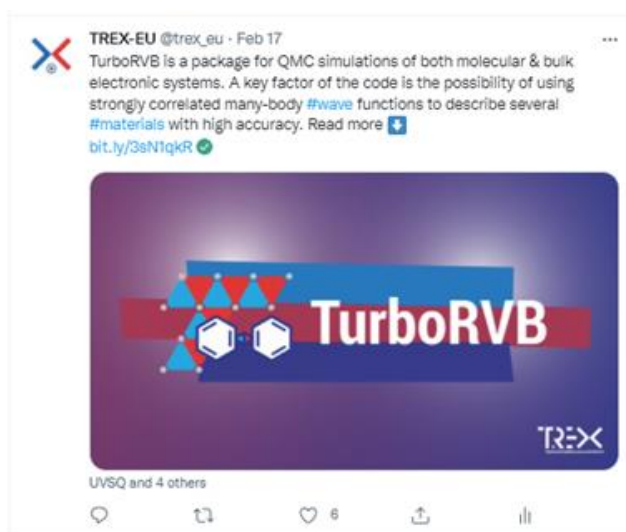 TREX-EU @trex_eu · Feb 17
TurboRVB is a package for QMC simulations of both molecular & bulk
electronic systems. A key factor of the code is the possibility of using
strongly correlated many-body #wave functions to describe several
#materials with high accuracy. Read more
bit.ly/3sN1qkR
TurboRVB
TREX
UVSQ and 4 others
6